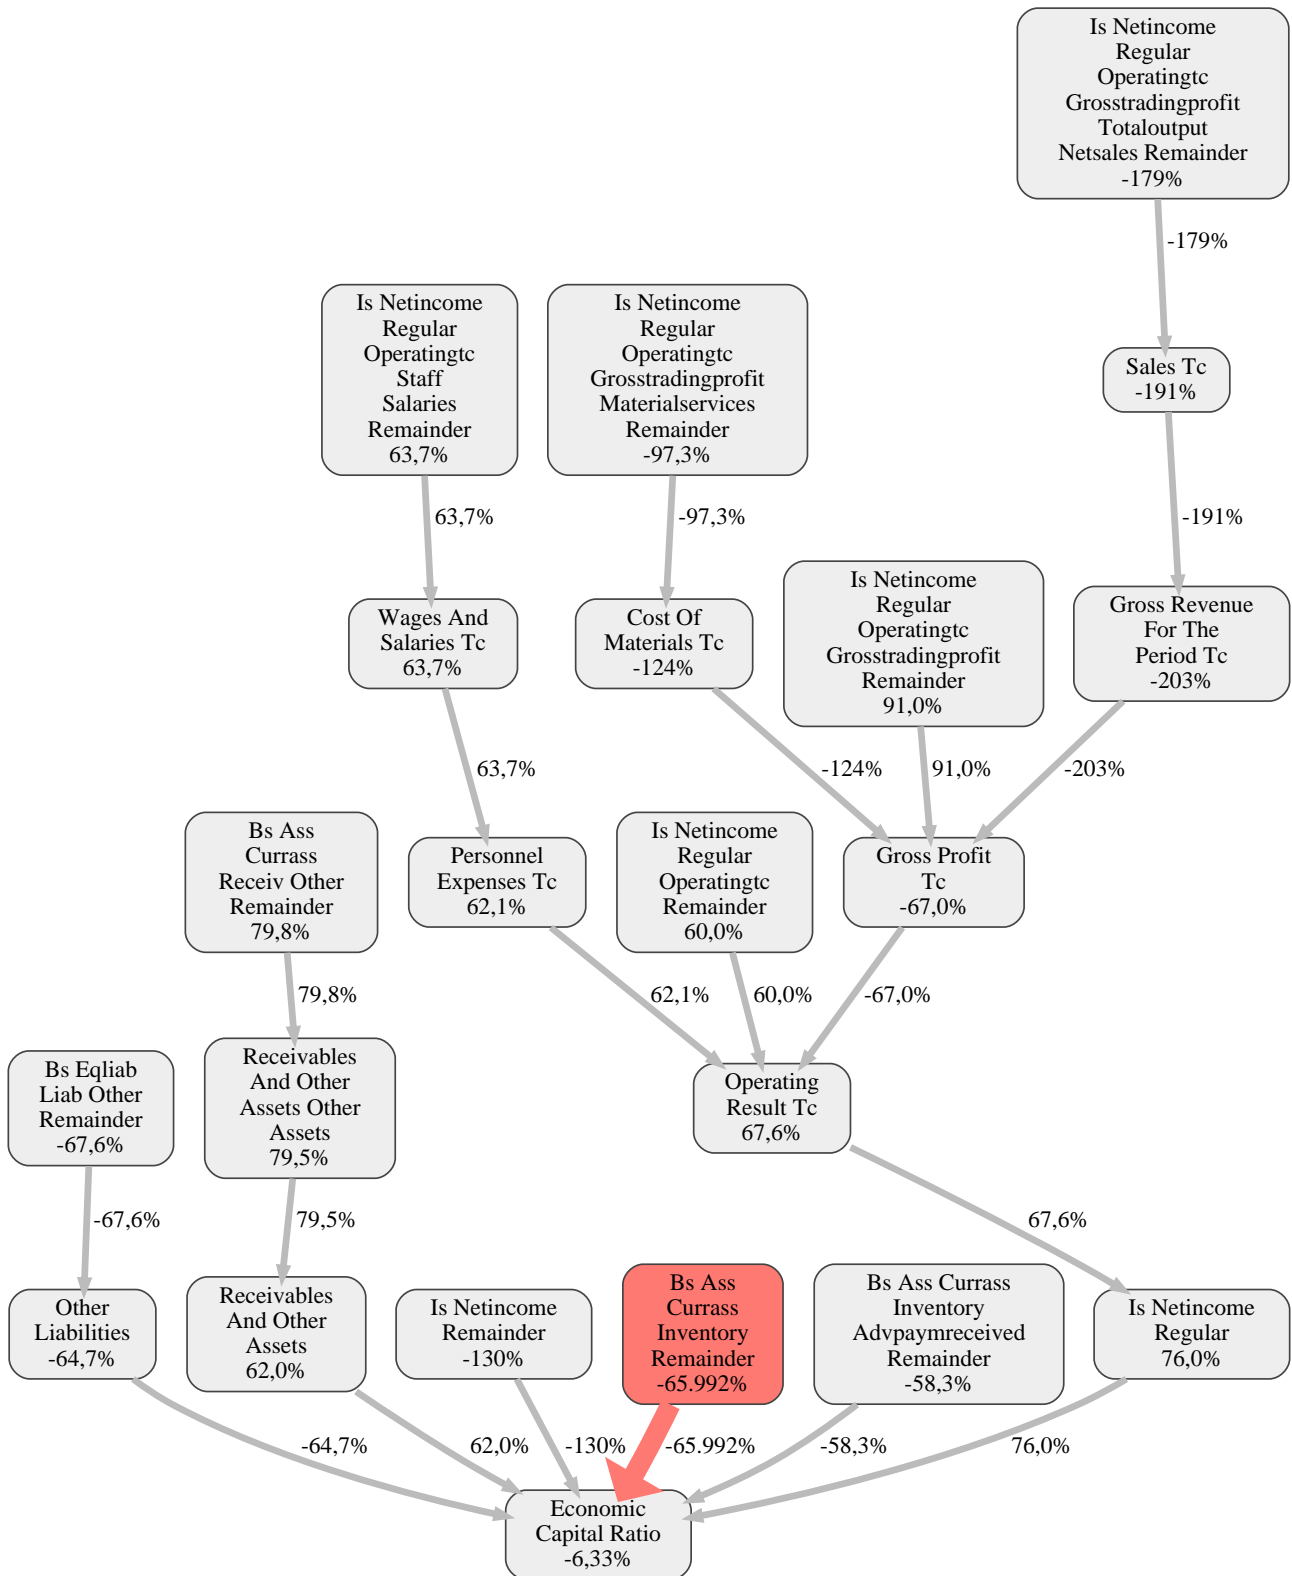 Is Netincome
Regular
Operatingtc
Grosstradingprofit
Totaloutput
Netsales Remainder
-179%
-179%
Is Netincome
Regular
Operatingtc
Staff
Salaries
Remainder
63,7%
Is Netincome
Regular
Operatingtc
Grosstradingprofit
Materialservices
Remainder
-97,3%
Sales Tc
-191%
63,7%
-97,3%
-191%
Wages And
Salaries Tc
63,7%
Cost Of
Materials Tc
-124%
Is Netincome
Regular
Operatingtc
Grosstradingprofit
Remainder
91,0%
Gross Revenue
For The
Period Tc
-203%
63,7%
-124%
91,0%
-203%
Bs Ass
Currass
Receiv Other
Remainder
79,8%
Personnel
Expenses Tc
62,1%
Is Netincome
Regular
Operatingtc
Remainder
60,0%
Gross Profit
Tc
-67,0%
79,8%
62,1%
60,0%
-67,0%
Bs Eqliab
Liab Other
Remainder
-67,6%
Receivables
And Other
Assets Other
Assets
79,5%
Operating
Result Tc
67,6%
-67,6%
79,5%
67,6%
Other
Liabilities
-64,7%
Receivables
And Other
Assets
62,0%
Is Netincome
Remainder
-130%
Bs Ass
Currass
Inventory
Remainder
-65.992%
Bs Ass Currass
Inventory
Advpaymreceived
Remainder
-58,3%
Is Netincome
Regular
76,0%
-64,7%
62,0%
-130%
-65.992%
-58,3%
76,0%
Economic
Capital Ratio
-6,33%